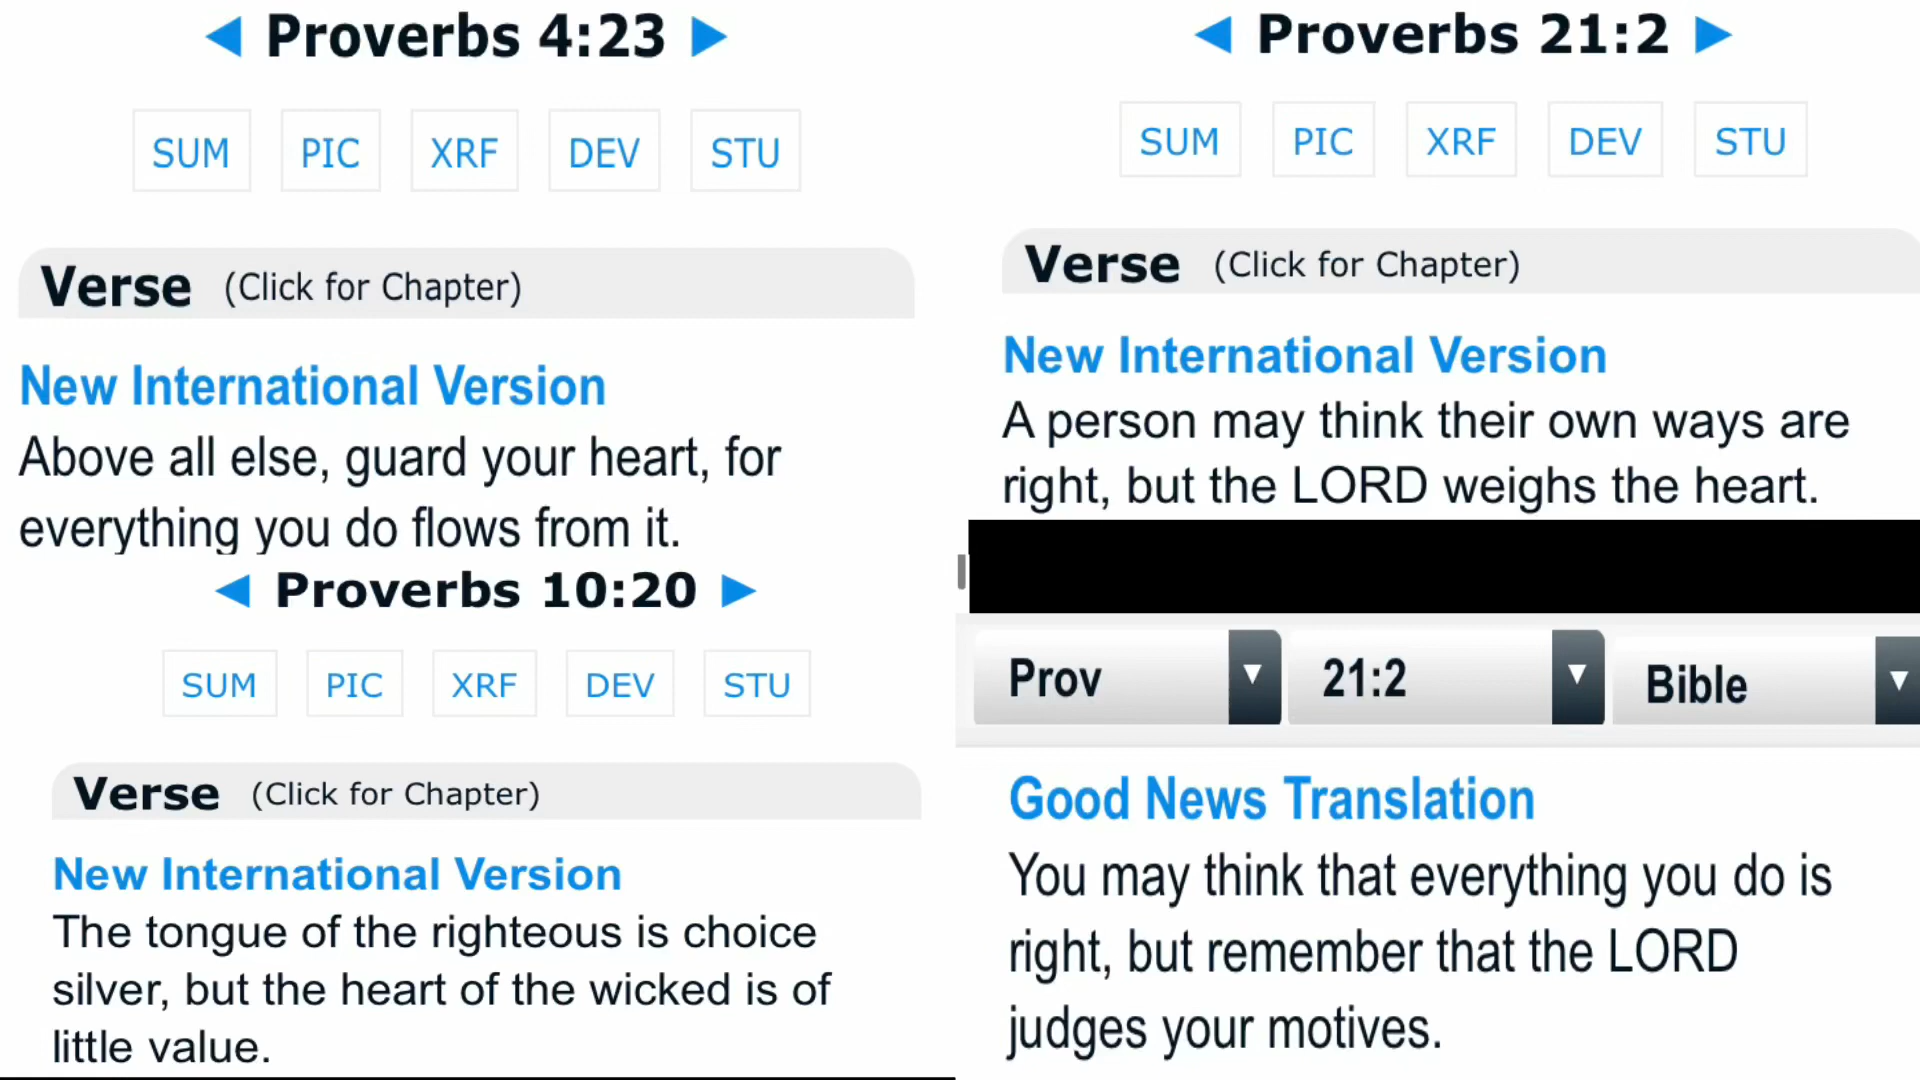 ◀ Proverbs 4:23 ▶
SUM PIC XRF DEV STU
Verse (Click for Chapter)
New International Version
Above all else, guard your heart, for
everything you do flows from it.
◀ Proverbs 10:20 ▶
SUM PIC XRF DEV STU
Verse (Click for Chapter)
New International Version
The tongue of the righteous is choice
silver, but the heart of the wicked is of
little value.
◀ Proverbs 21:2 ▶
SUM PIC XRF DEV STU
Verse (Click for Chapter)
New International Version
A person may think their own ways are
right, but the LORD weighs the heart.
Prov ▼ 21:2 ▼ Bible ▼
Good News Translation
You may think that everything you do is
right, but remember that the LORD
judges your motives.